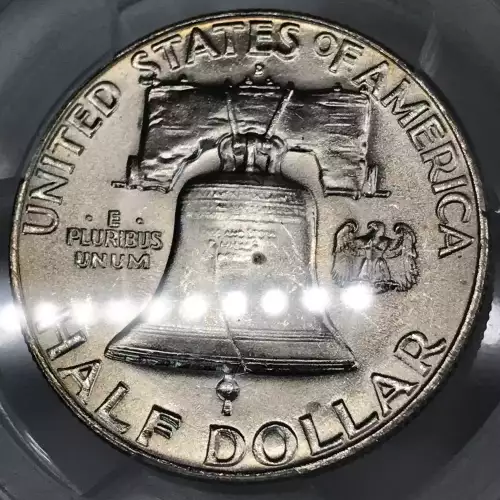 UNITED STATES OF AMERICA
D
· E ·
PLURIBUS
UNUM
HALF DOLLAR